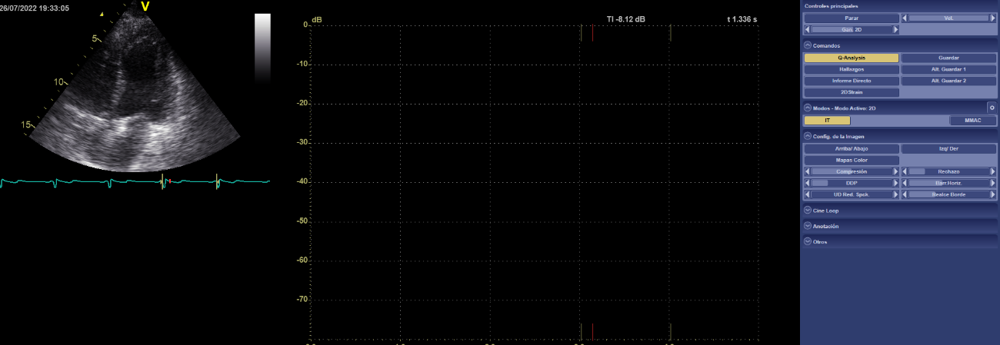 26/07/2022 19:33:05
V
5
10
15
dB
TI -8.12 dB
t 1.336 s
0
-10
-20
-30
-40
-50
-60
-70
Controles principales
Parar
Vel.
Gan. 2D
Comandos
Q-Analysis
Guardar
Hallazgos
Alt. Guardar 1
Informe Directo
Alt. Guardar 2
2DStrain
Modos - Modo Activo: 2D
IT
MMAC
Config. de la Imagen
Arriba/ Abajo
Izq/ Der
Mapas Color
Compresión
Rechazo
DDP
Barr.Horiz.
UD Red. Spck.
Realce Borde
Cine Loop
Anotación
Otros